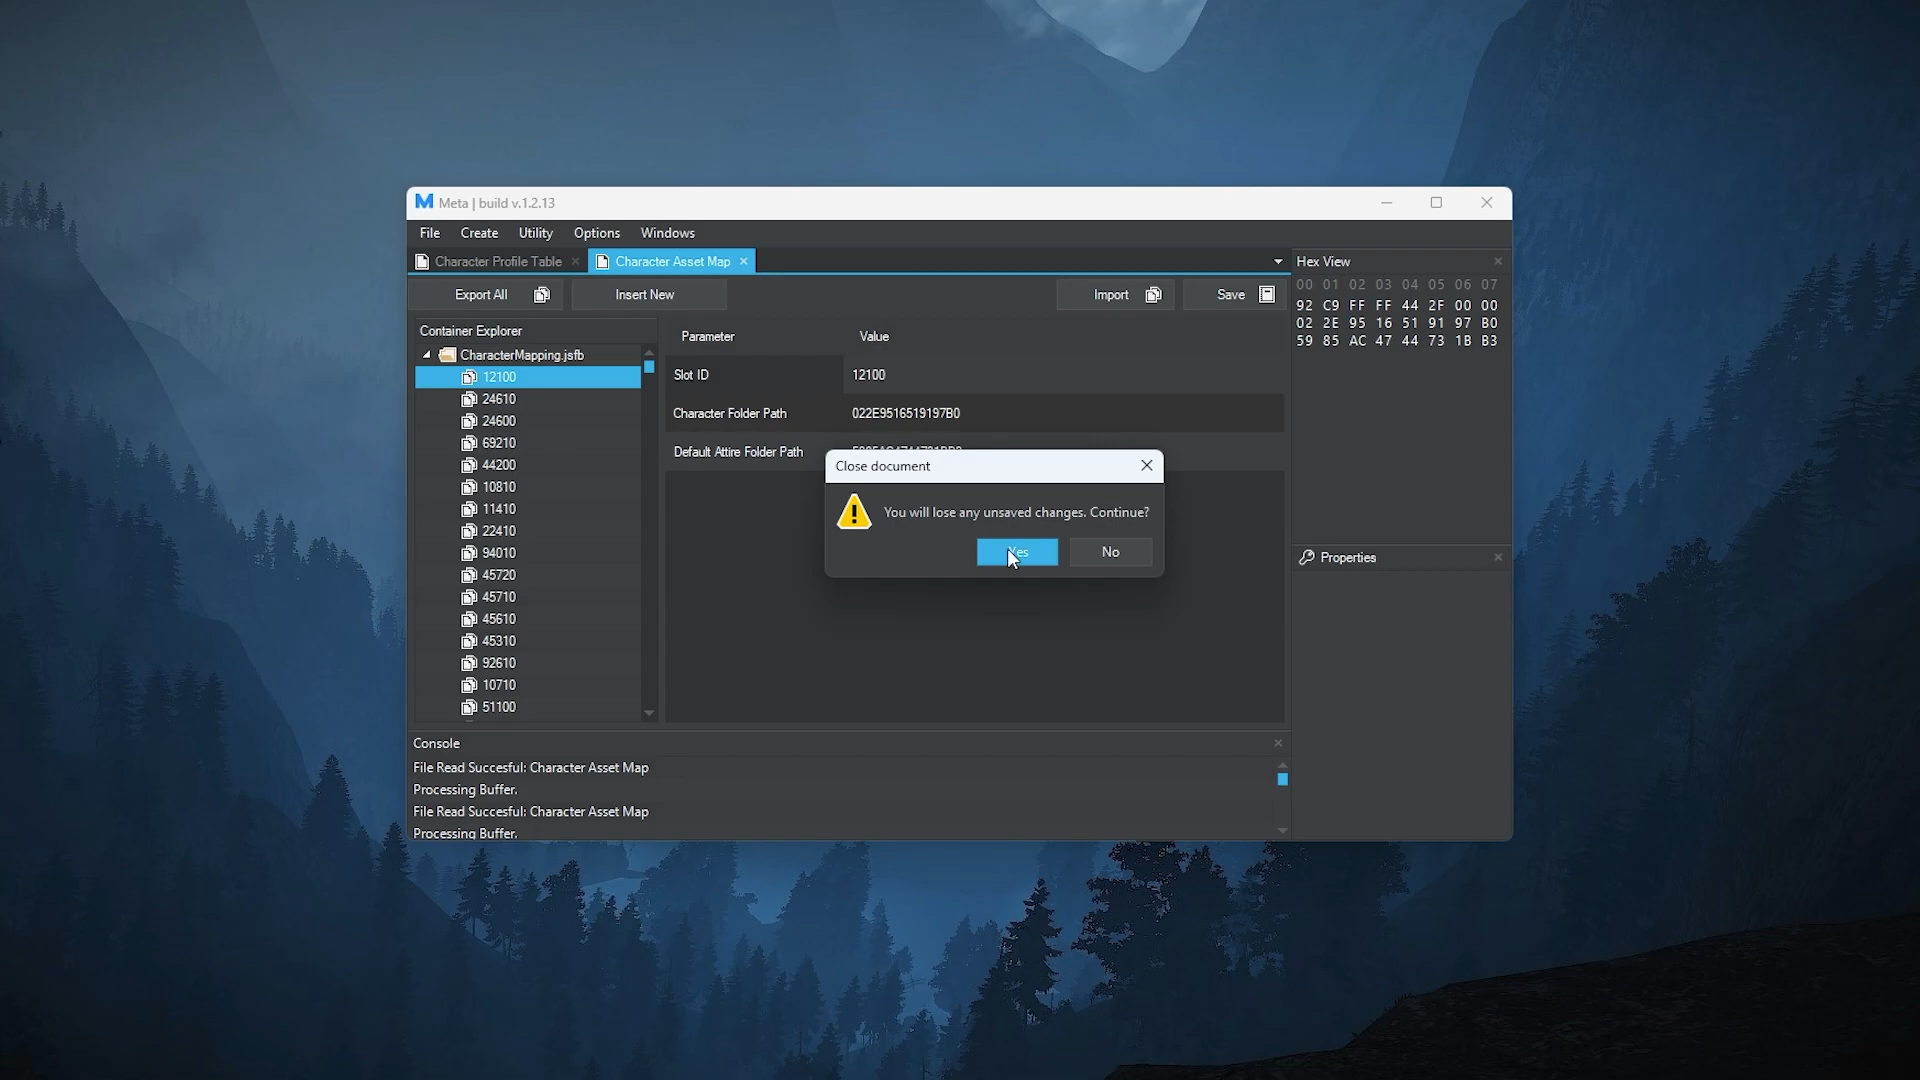 Meta | build v.1.2.13
File Create Utility Options Windows
Character Profile Table
Character Asset Map
Export All
Insert New
Import
Save
Container Explorer
CharacterMapping.jsfb
12100
24610
24600
69210
44200
10810
11410
22410
94010
45720
45710
45610
45310
92610
10710
51100
Parameter Value
Slot ID 12100
Character Folder Path 022E9516519197B0
Default Attire Folder Path
Close document
You will lose any unsaved changes. Continue?
Yes
No
Hex View
00 01 02 03 04 05 06 07
92 C9 FF FF 44 2F 00 00
02 2E 95 16 51 91 97 B0
59 85 AC 47 44 73 1B B3
Properties
Console
File Read Succesful: Character Asset Map
Processing Buffer.
File Read Succesful: Character Asset Map
Processing Buffer.